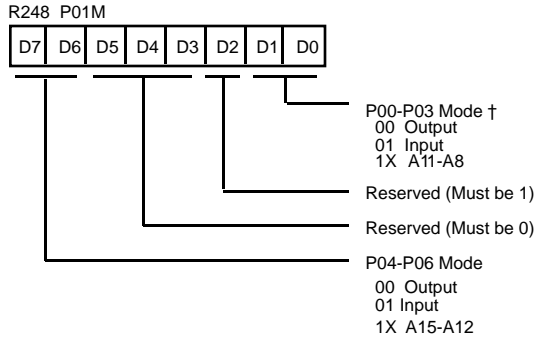 R248 P01M
D7 D6 D5 D4 D3 D2 D1 D0
P00-P03 Mode †
00 Output
01 Input
1X A11-A8
Reserved (Must be 1)
Reserved (Must be 0)
P04-P06 Mode
00 Output
01 Input
1X A15-A12